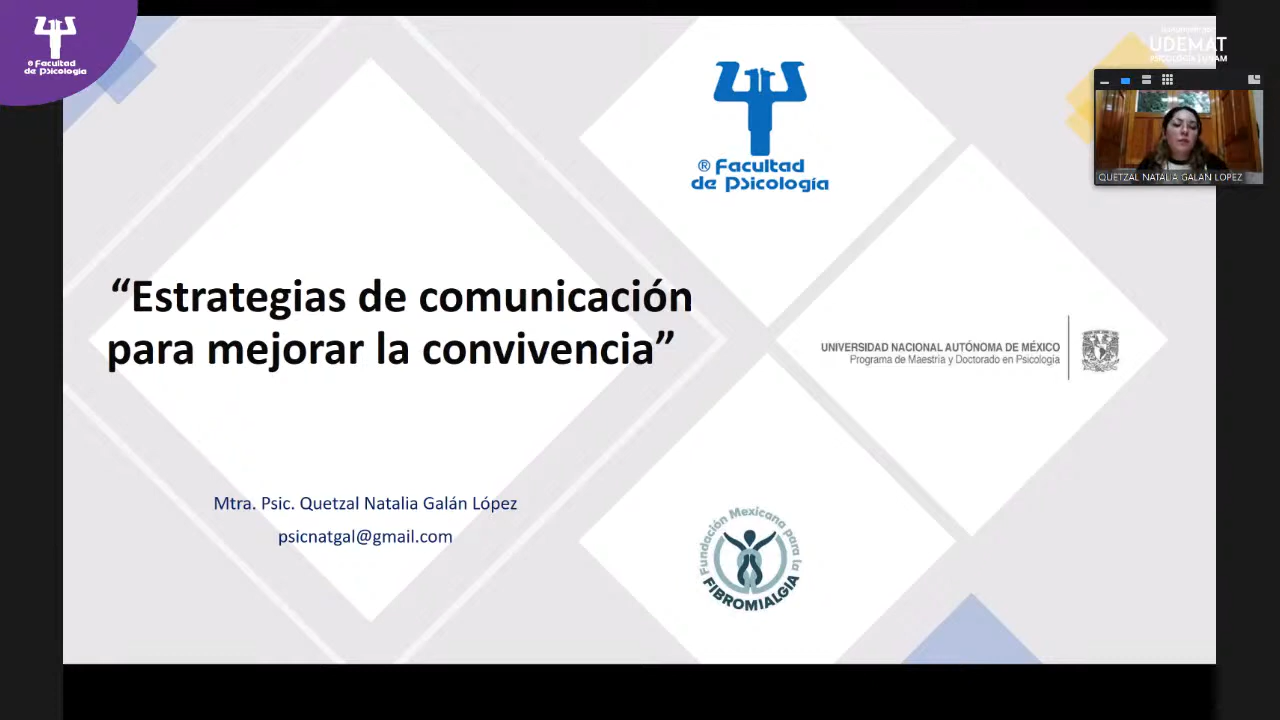 ® Facultad
de Psicología
UDEMAT
PSICOLOGÍA | UNAM
QUETZAL NATALIA GALAN LOPEZ
® Facultad
de Psicología
“Estrategias de comunicación
para mejorar la convivencia”
UNIVERSIDAD NACIONAL AUTÓNOMA DE MÉXICO
Programa de Maestría y Doctorado en Psicología
Mtra. Psic. Quetzal Natalia Galán López
psicnatgal@gmail.com
Fundación Mexicana para la
FIBROMIALGIA